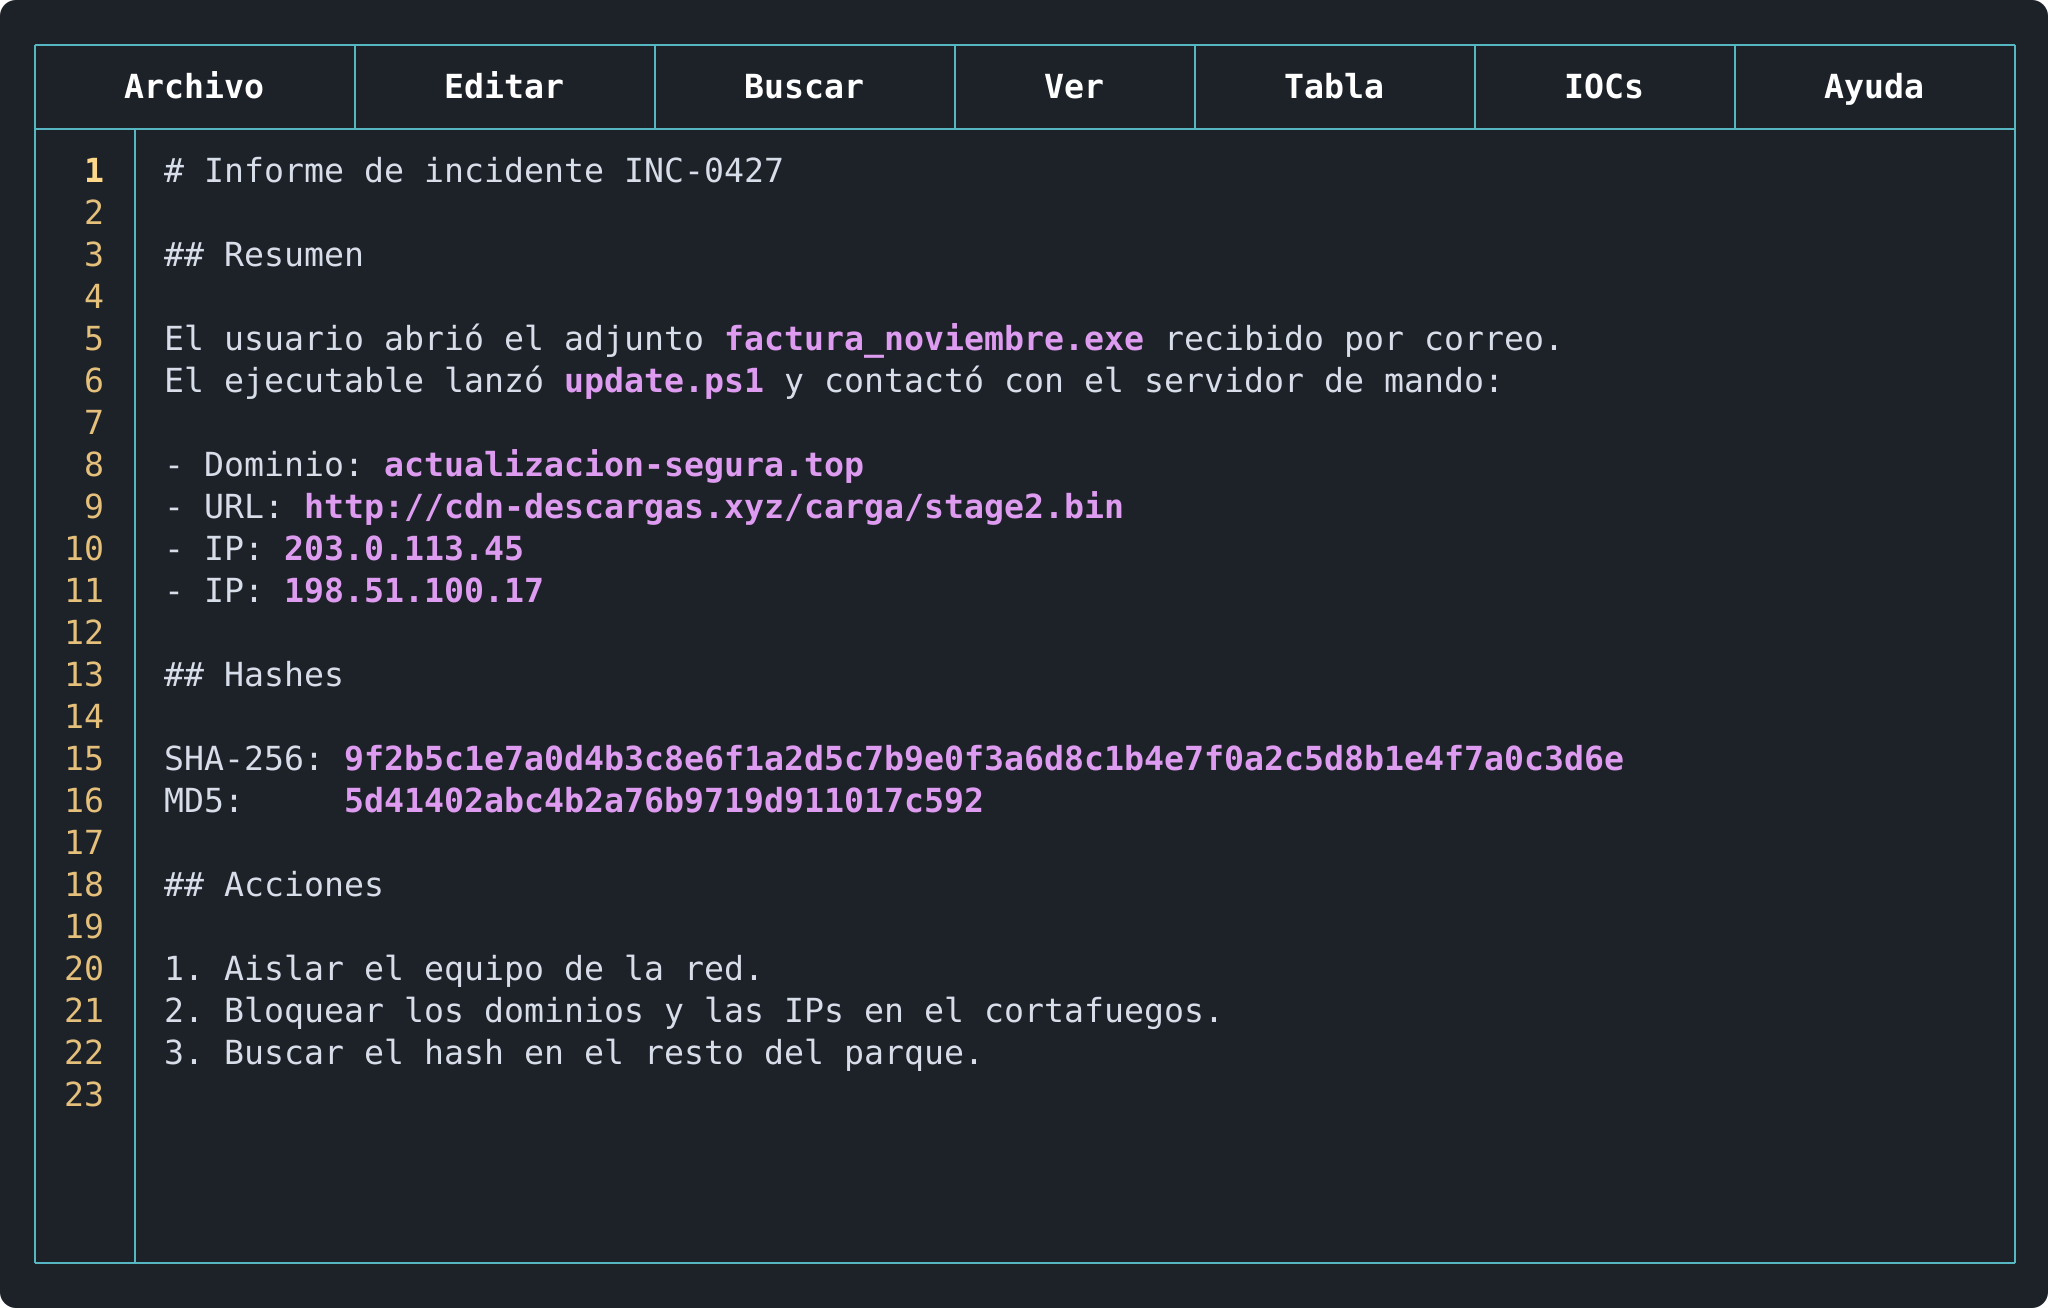 Archivo Editar Buscar Ver Tabla IOCs Ayuda
1 # Informe de incidente INC-0427
2
3 ## Resumen
4
5 El usuario abrió el adjunto factura_noviembre.exe recibido por correo.
6 El ejecutable lanzó update.ps1 y contactó con el servidor de mando:
7
8 - Dominio: actualizacion-segura.top
9 - URL: http://cdn-descargas.xyz/carga/stage2.bin
10 - IP: 203.0.113.45
11 - IP: 198.51.100.17
12
13 ## Hashes
14
15 SHA-256: 9f2b5c1e7a0d4b3c8e6f1a2d5c7b9e0f3a6d8c1b4e7f0a2c5d8b1e4f7a0c3d6e
16 MD5:     5d41402abc4b2a76b9719d911017c592
17
18 ## Acciones
19
20 1. Aislar el equipo de la red.
21 2. Bloquear los dominios y las IPs en el cortafuegos.
22 3. Buscar el hash en el resto del parque.
23